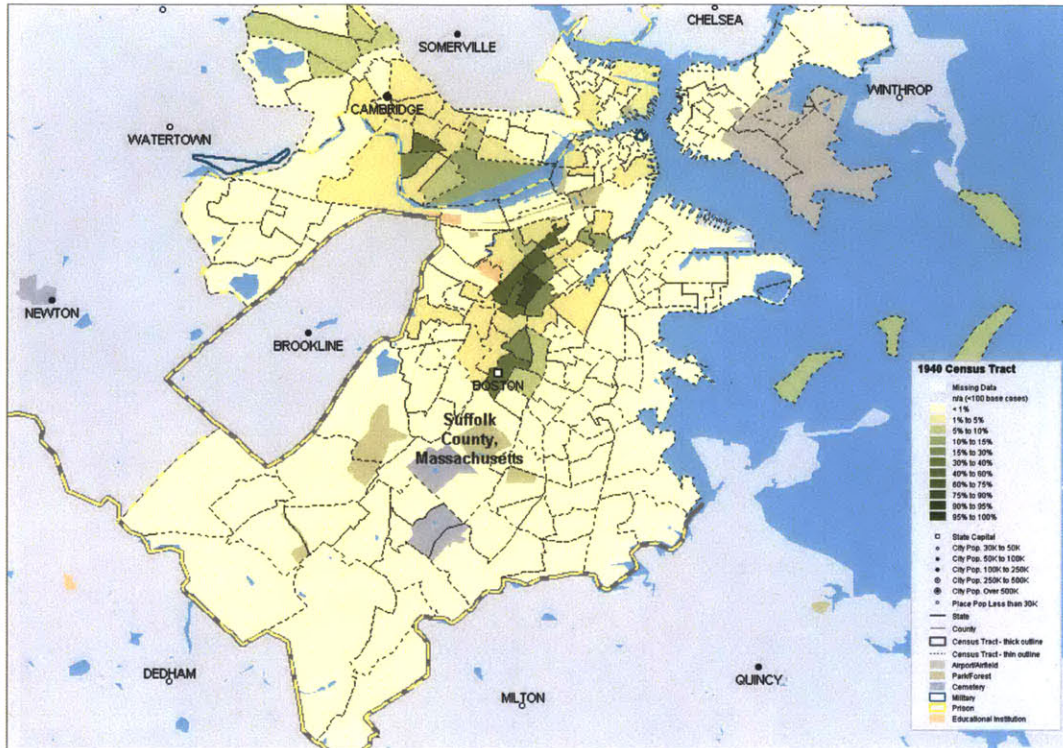 CHELSEA
SOMERVILLE
WINTHROP
CAMBRIDGE
WATERTOWN
NEWTON
BROOKLINE
BOSTON
Suffolk
County,
Massachusetts
DEDHAM
MILTON
QUINCY
1940 Census Tract
Missing Data
n/a (<100 base cases)
< 1%
1% to 5%
5% to 10%
10% to 15%
15% to 30%
30% to 40%
40% to 60%
60% to 75%
75% to 90%
90% to 95%
95% to 100%
State Capital
City Pop. 30K to 50K
City Pop. 50K to 100K
City Pop. 100K to 250K
City Pop. 250K to 500K
City Pop. Over 500K
Place Pop Less than 30K
State
County
Census Tract - thick outline
Census Tract - thin outline
Airport/Airfield
Park/Forest
Cemetery
Military
Prison
Educational Institution